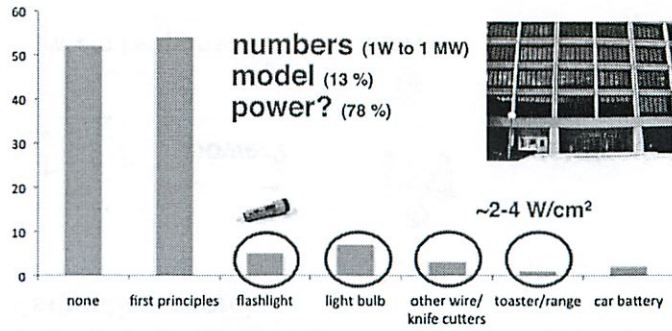 60
50
40
30
20
10
0
numbers (1W to 1 MW)
model (13 %)
power? (78 %)
~2-4 W/cm²
none
first principles
flashlight
light bulb
other wire/
knife cutters
toaster/range
car battery